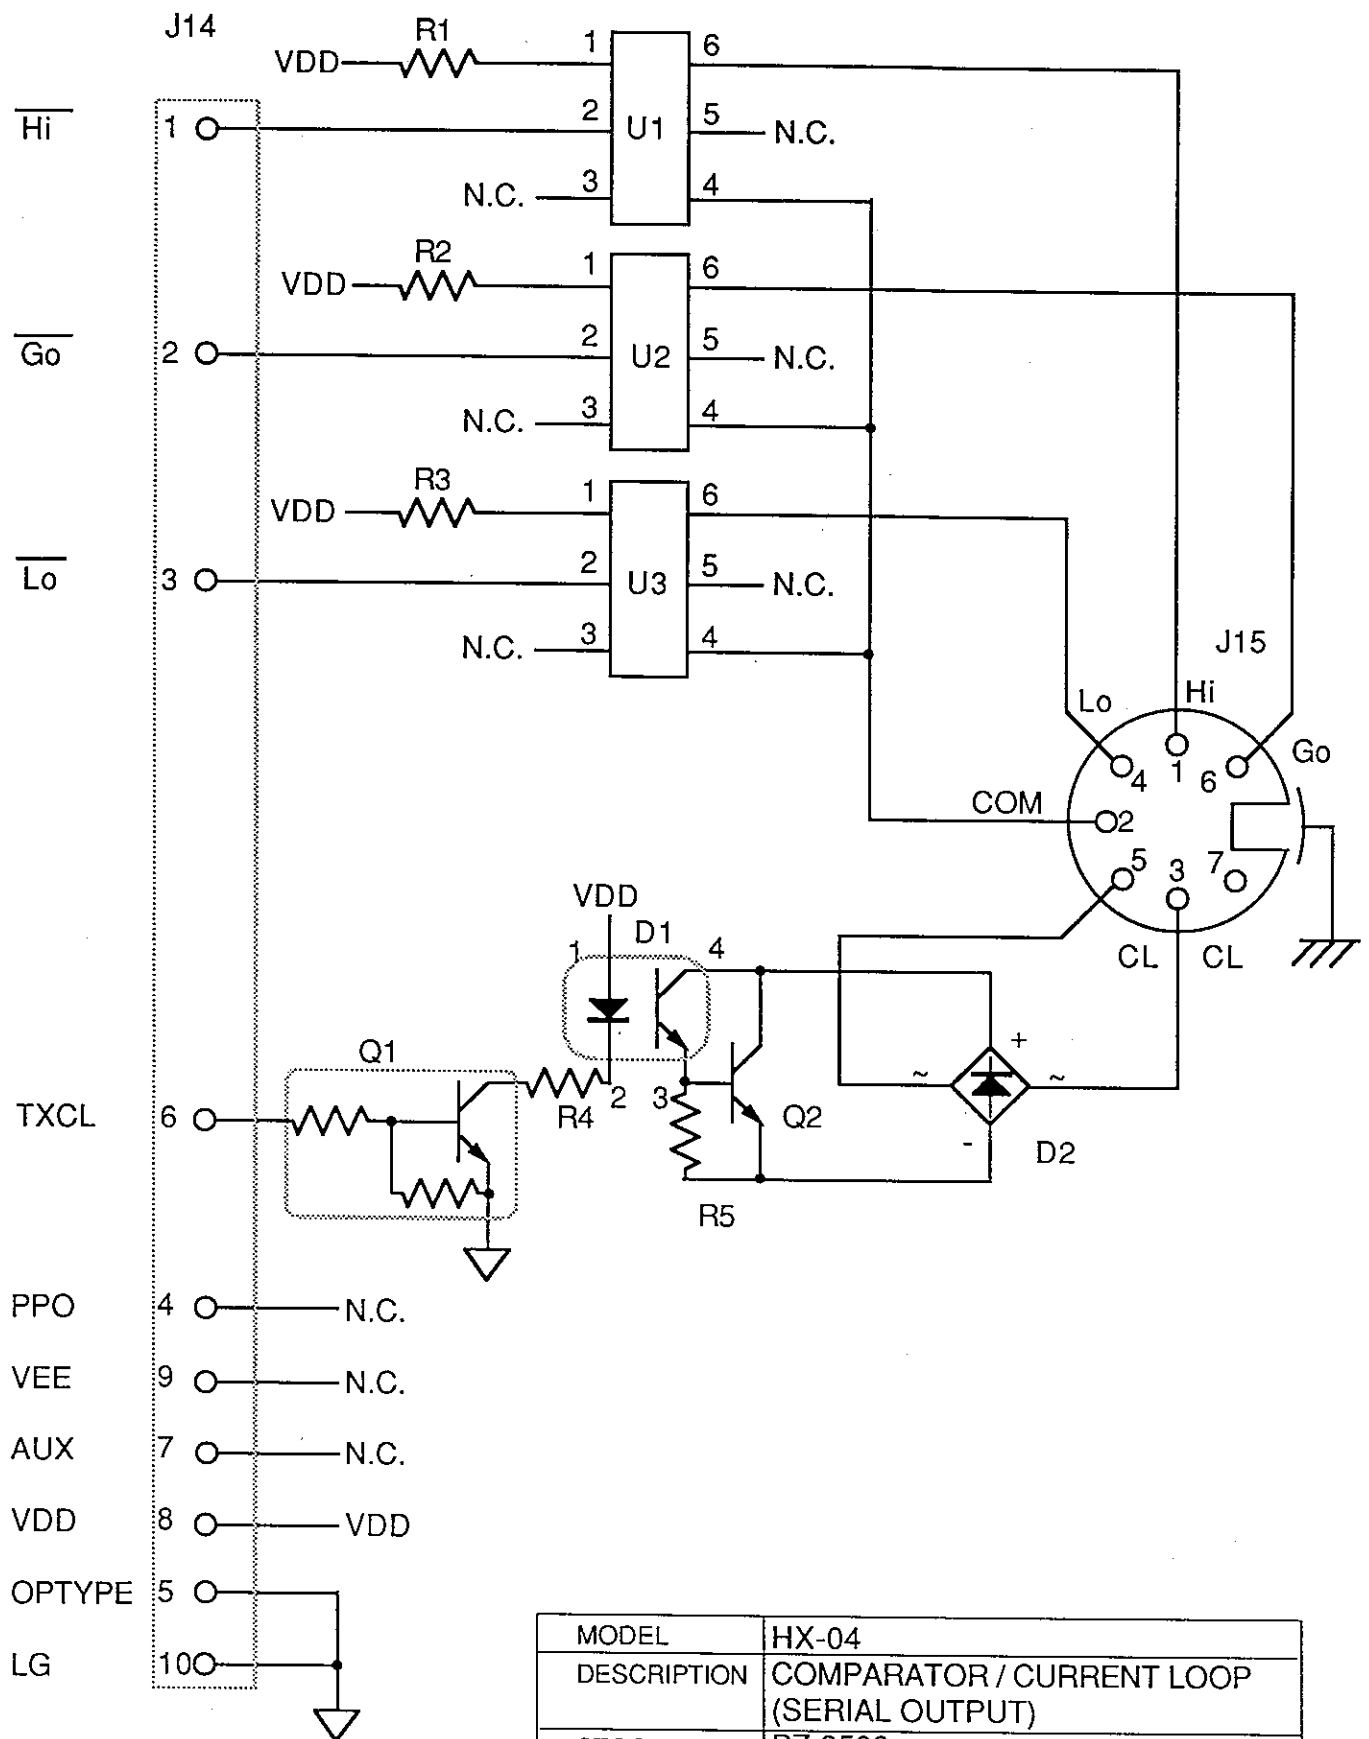 J14
R1
VDD
1
6
Hi
1
2
U1
5
N.C.
N.C.
3
4
R2
VDD
1
6
Go
2
2
U2
5
N.C.
N.C.
3
4
R3
VDD
1
6
Lo
3
2
U3
5
N.C.
N.C.
3
4
J15
Lo
Hi
Go
4
1
6
COM
2
5
3
7
CL
CL
VDD
D1
1
4
Q1
+
~
~
TXCL
6
R4
2
3
Q2
-
D2
R5
PPO
4
N.C.
VEE
9
N.C.
AUX
7
N.C.
VDD
8
VDD
OPTYPE
5
LG
10
MODEL HX-04
DESCRIPTION COMPARATOR / CURRENT LOOP
(SERIAL OUTPUT)